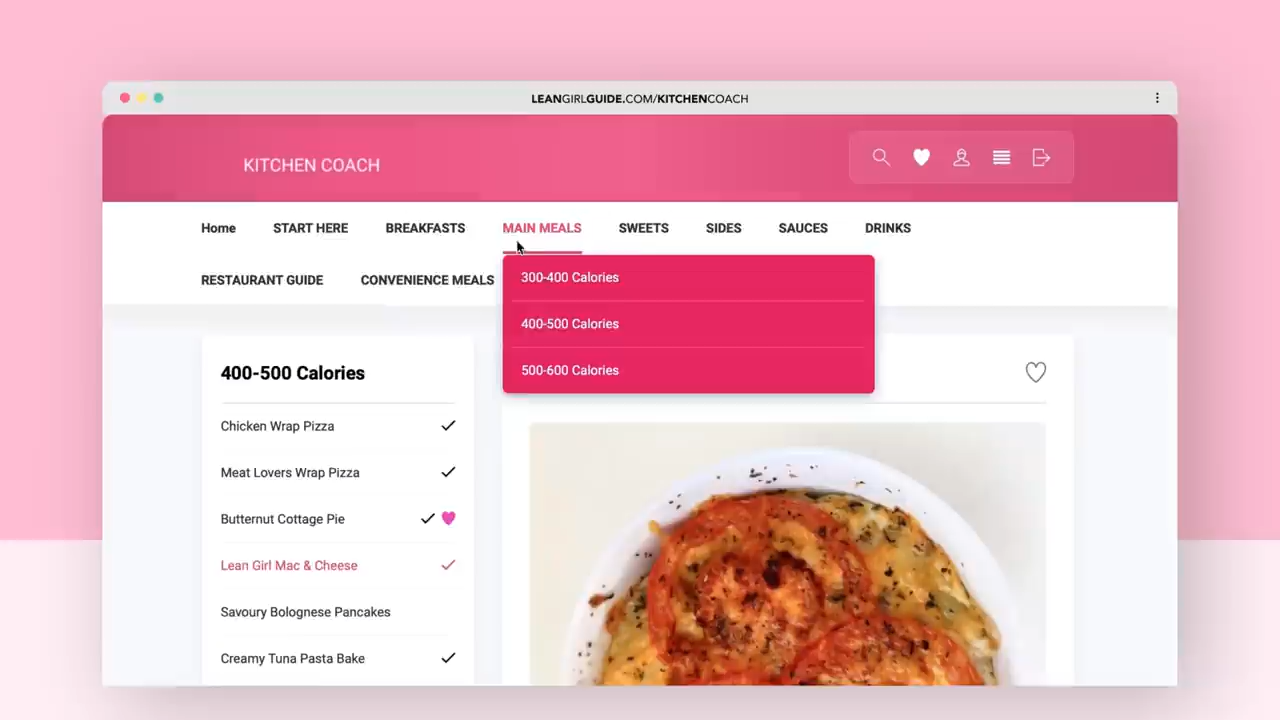 LEANGIRLGUIDE.COM/KITCHENCOACH
KITCHEN COACH
Home START HERE BREAKFASTS MAIN MEALS SWEETS SIDES SAUCES DRINKS
RESTAURANT GUIDE CONVENIENCE MEALS
300-400 Calories
400-500 Calories
500-600 Calories
400-500 Calories
Chicken Wrap Pizza
Meat Lovers Wrap Pizza
Butternut Cottage Pie
Lean Girl Mac & Cheese
Savoury Bolognese Pancakes
Creamy Tuna Pasta Bake